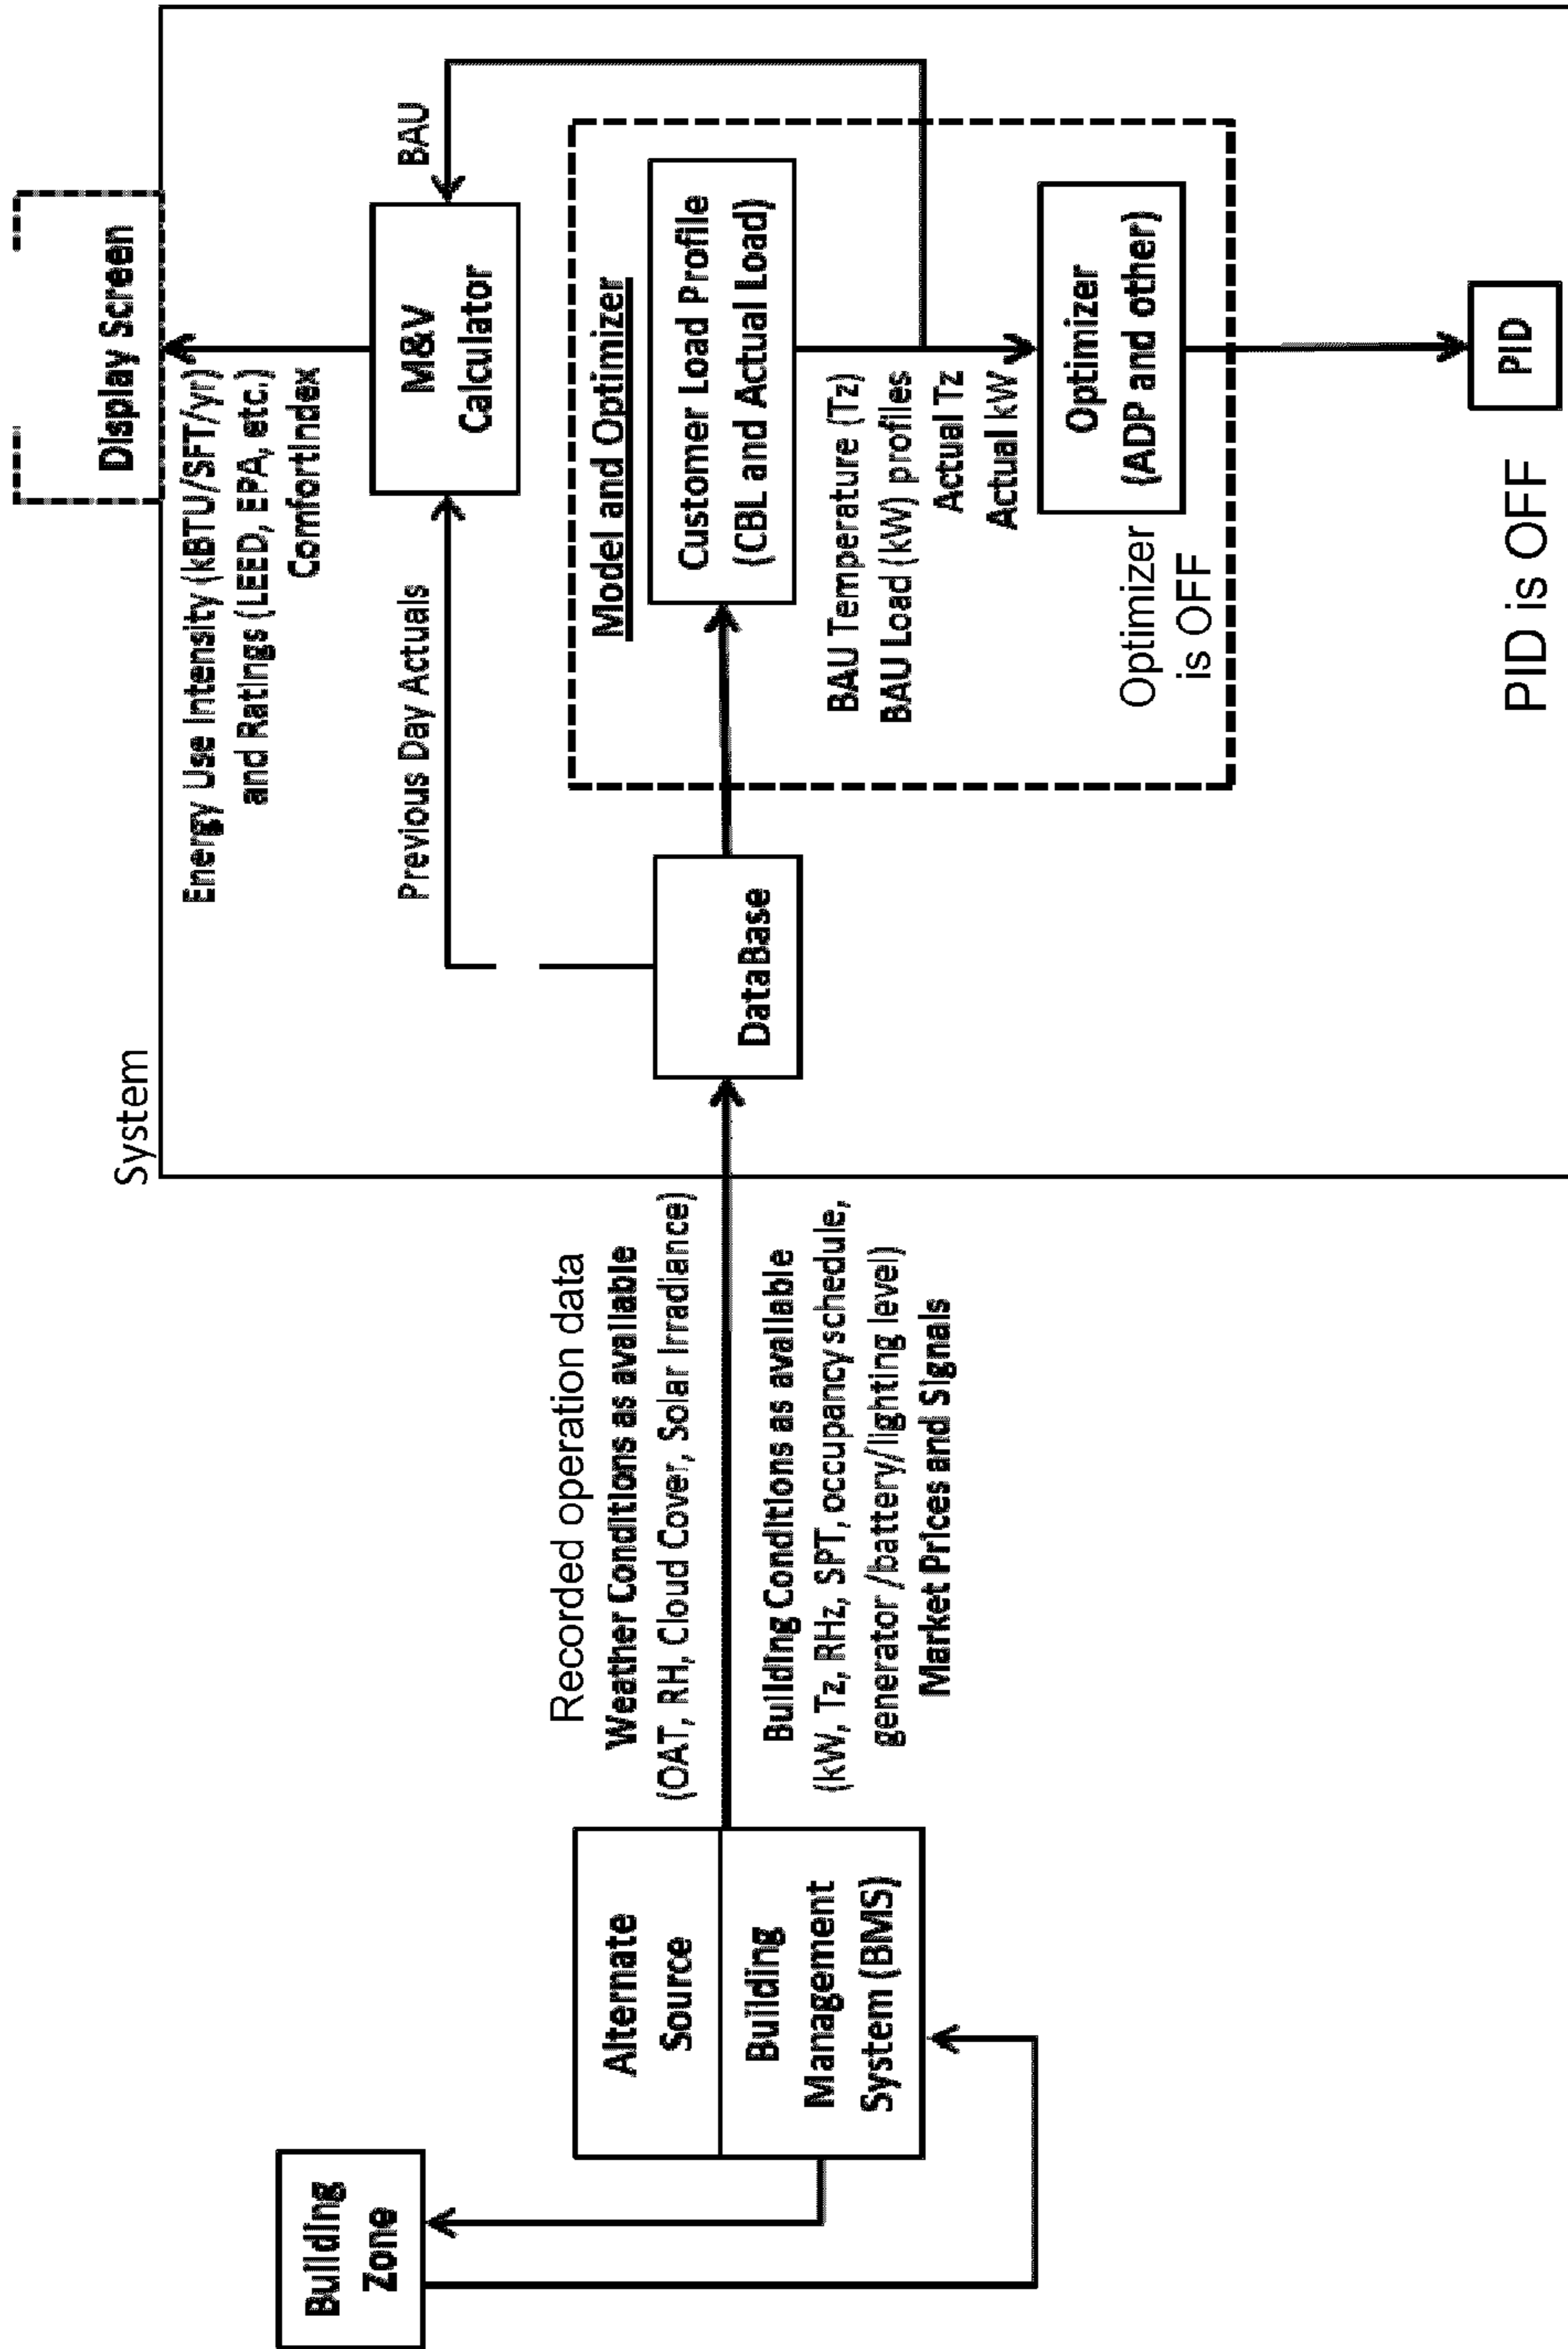 System
Display Screen
Energy Use Intensity (kBTU/SFT/yr)
and Ratings (LEED, EPA, etc.)
ComfortIndex
Previous Day Actuals
M&V
Calculator
BAU
Building
Zone
Alternate
Source
Building
Management
System (BMS)
Recorded operation data
Weather Conditions as available
(OAT, RH, Cloud Cover, Solar Irradiance)
Building Conditions as available
(kW, Tz, RHz, SPT, occupancy schedule,
generator /battery/lighting level)
Market Prices and Signals
DataBase
Model and Optimizer
Customer Load Profile
(CBL and Actual Load)
BAU Temperature (Tz)
BAU Load (kW) profiles
Actual Tz
Actual kW
Optimizer
is OFF
Optimizer
(ADP and other)
PID is OFF
PID